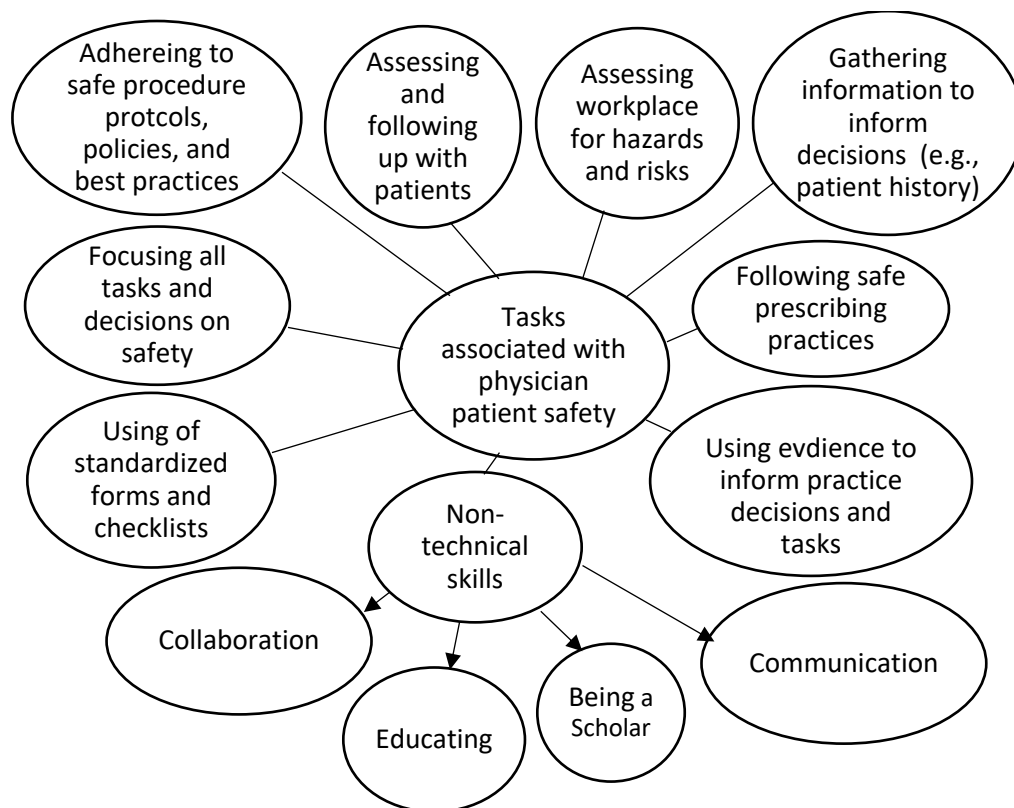 Adhereing to
safe procedure
protcols,
policies, and
best practices
Assessing
and
following
up with
patients
Assessing
workplace
for hazards
and risks
Gathering
information to
inform
decisions (e.g.,
patient history)
Focusing all
tasks and
decisions on
safety
Tasks
associated with
physician
patient safety
Following safe
prescribing
practices
Using of
standardized
forms and
checklists
Using evdience to
inform practice
decisions and
tasks
Non-
technical
skills
Collaboration
Educating
Being a
Scholar
Communication